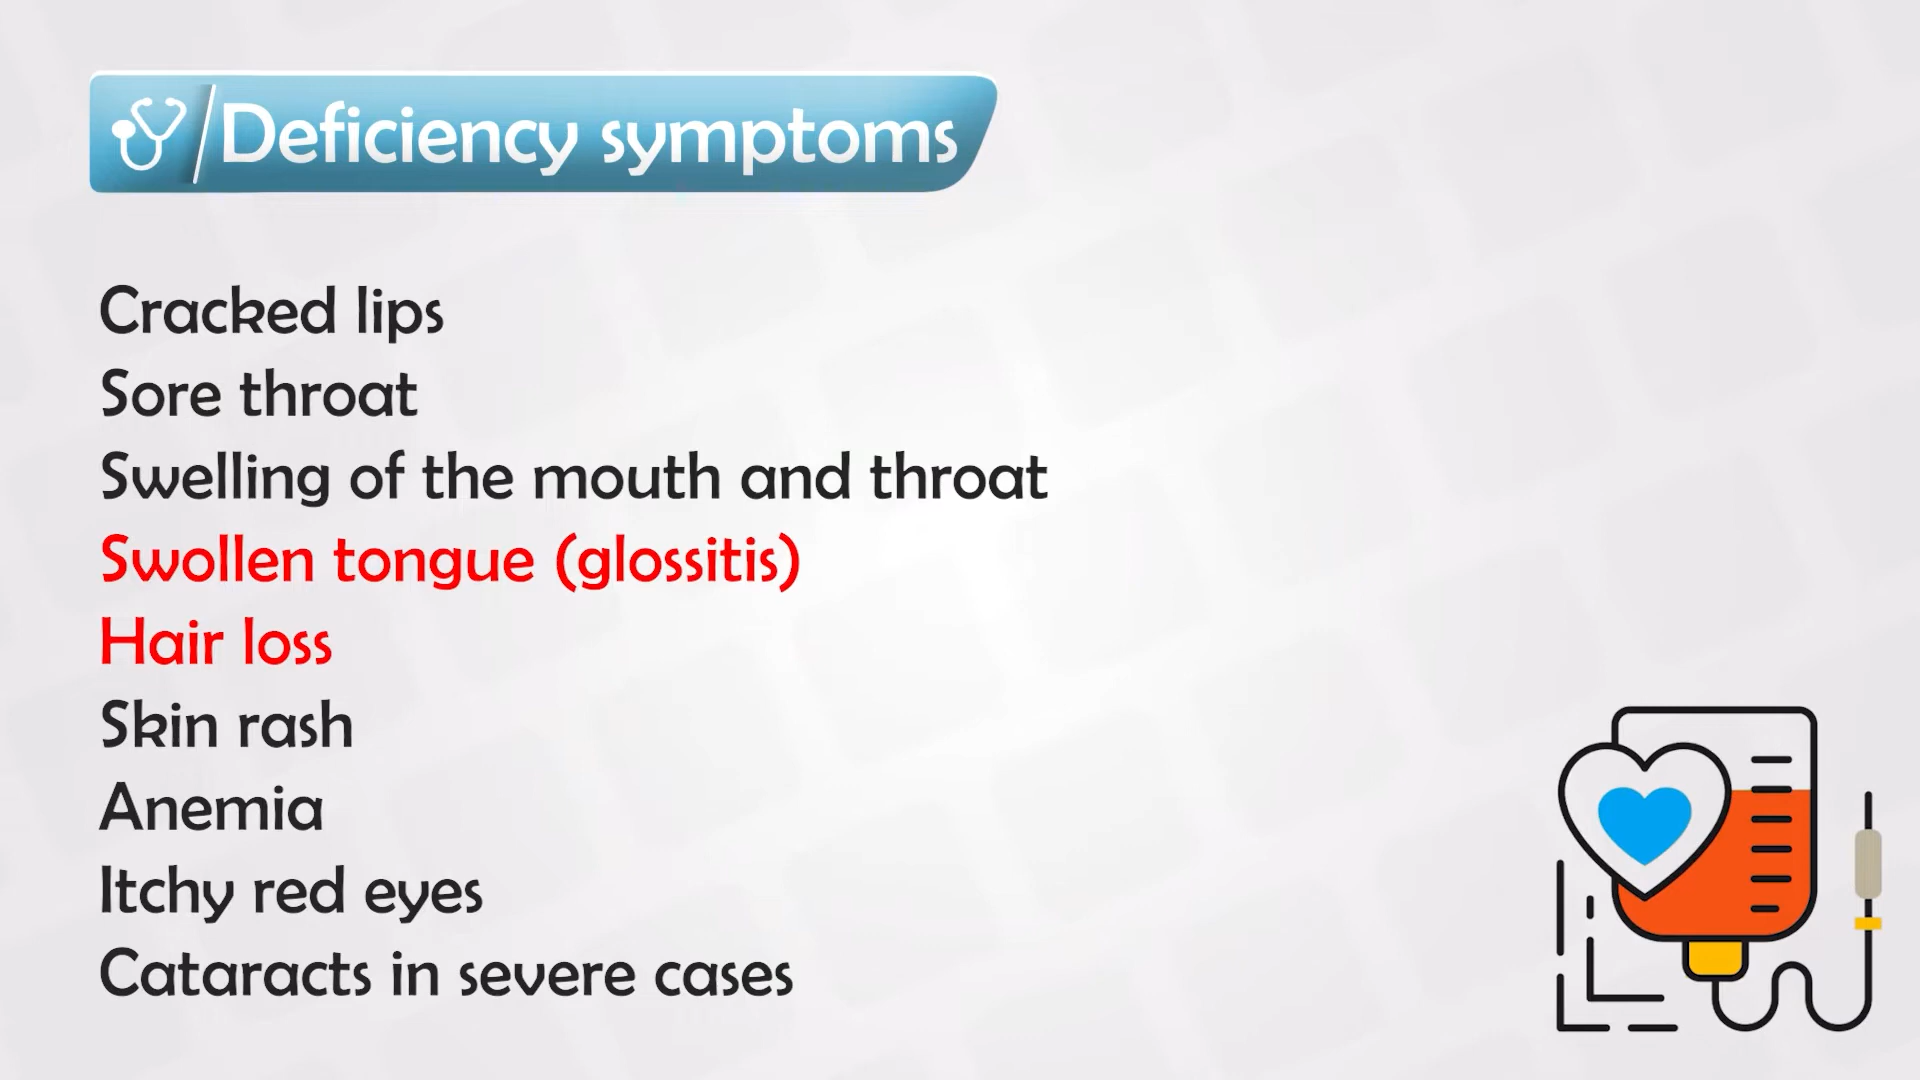 Deficiency symptoms
Cracked lips
Sore throat
Swelling of the mouth and throat
Swollen tongue (glossitis)
Hair loss
Skin rash
Anemia
Itchy red eyes
Cataracts in severe cases